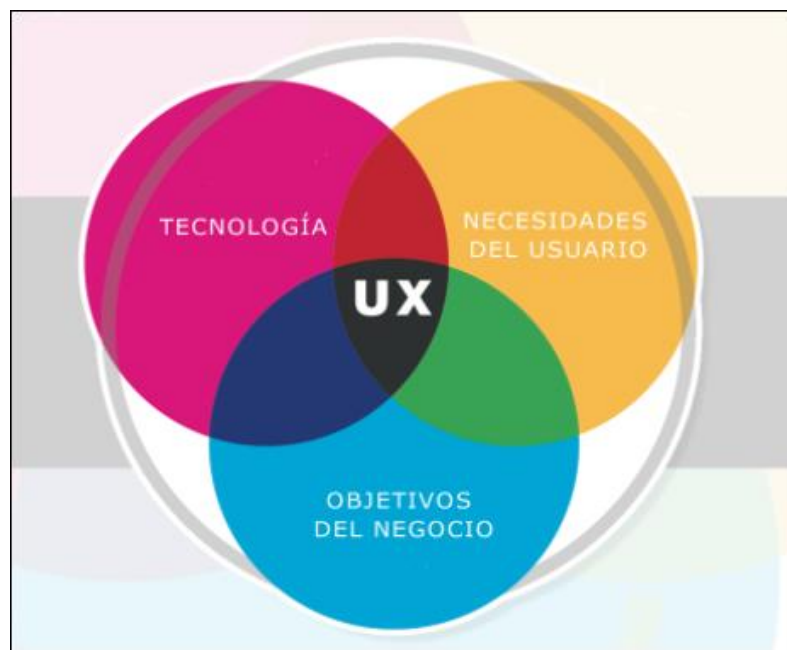 TECNOLOGÍA
NECESIDADES
DEL USUARIO
UX
OBJETIVOS
DEL NEGOCIO